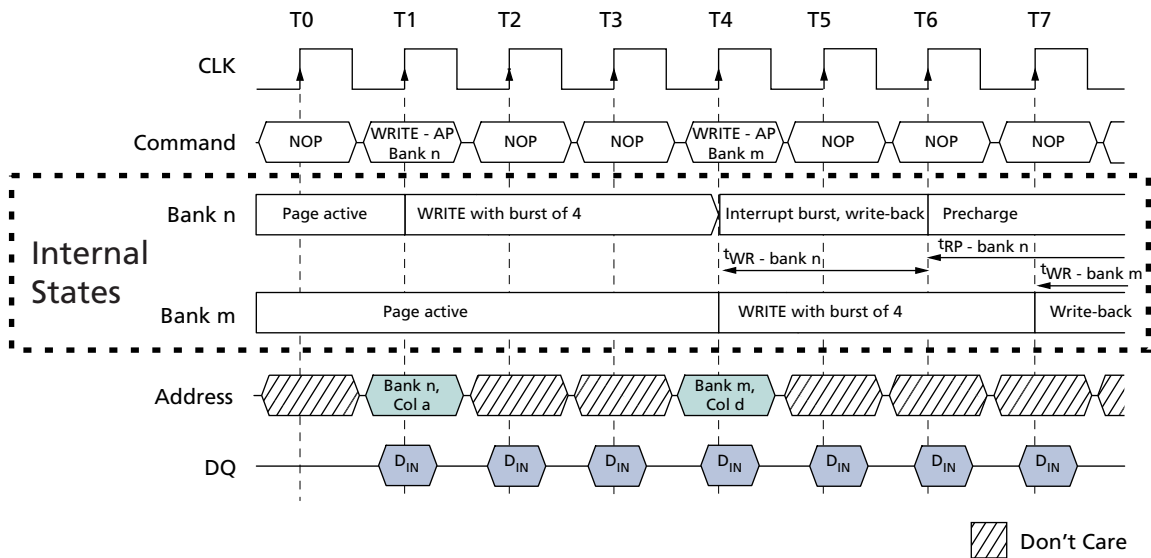 T0 T1 T2 T3 T4 T5 T6 T7
CLK
Command NOP WRITE - AP Bank n NOP NOP WRITE - AP Bank m NOP NOP NOP
Bank n Page active WRITE with burst of 4 Interrupt burst, write-back Precharge
Internal States
tWR - bank n tRP - bank n
tWR - bank m
Bank m Page active WRITE with burst of 4 Write-back
Address Bank n, Col a Bank m, Col d
DQ DIN DIN DIN DIN DIN DIN DIN
Don't Care